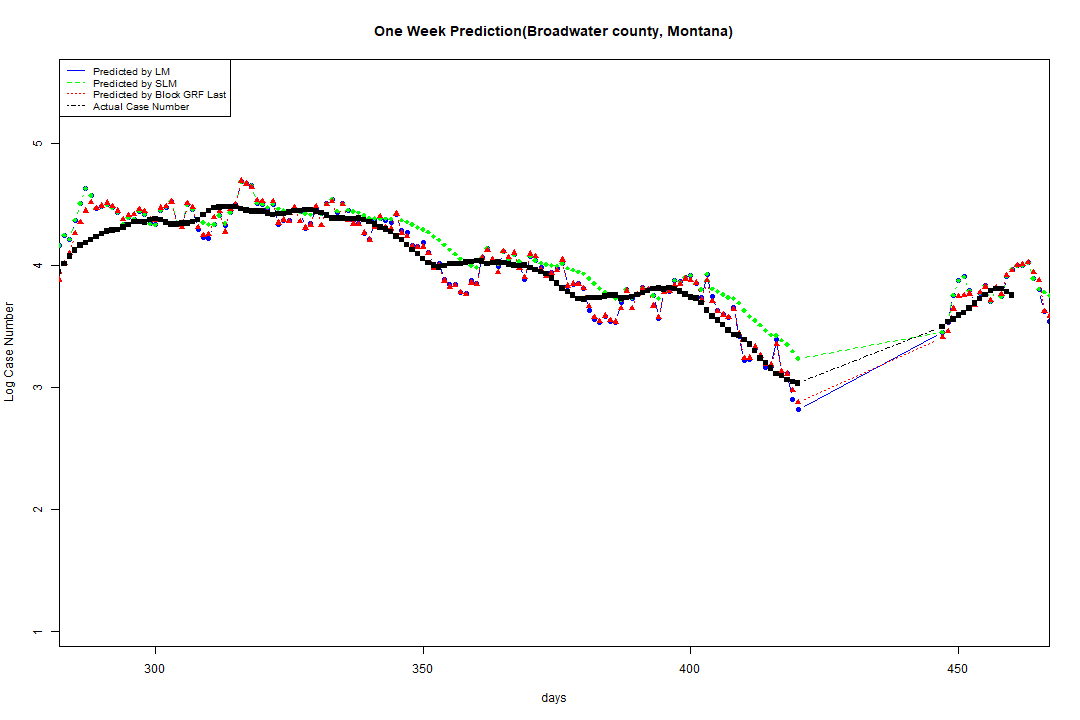 One Week Prediction(Broadwater county, Montana)
Predicted by LM
Predicted by SLM
Predicted by Block GRF Last
Actual Case Number
5
4
3
2
1
Log Case Number
300 350 400 450
days